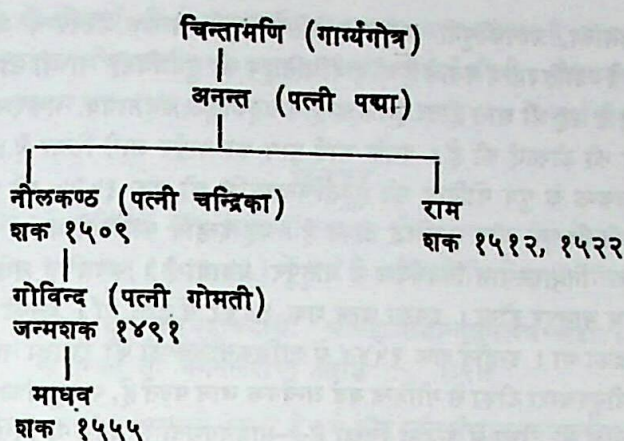 चिन्तामणि (गार्ग्यगोत्र)
अनन्त (पत्नी पद्मा)
नीलकण्ठ (पत्नी चन्द्रिका)
शक १५०९
राम
शक १५१२, १५२२
गोविन्द (पत्नी गोमती)
जन्मशक १४९१
माधव
शक १५५५